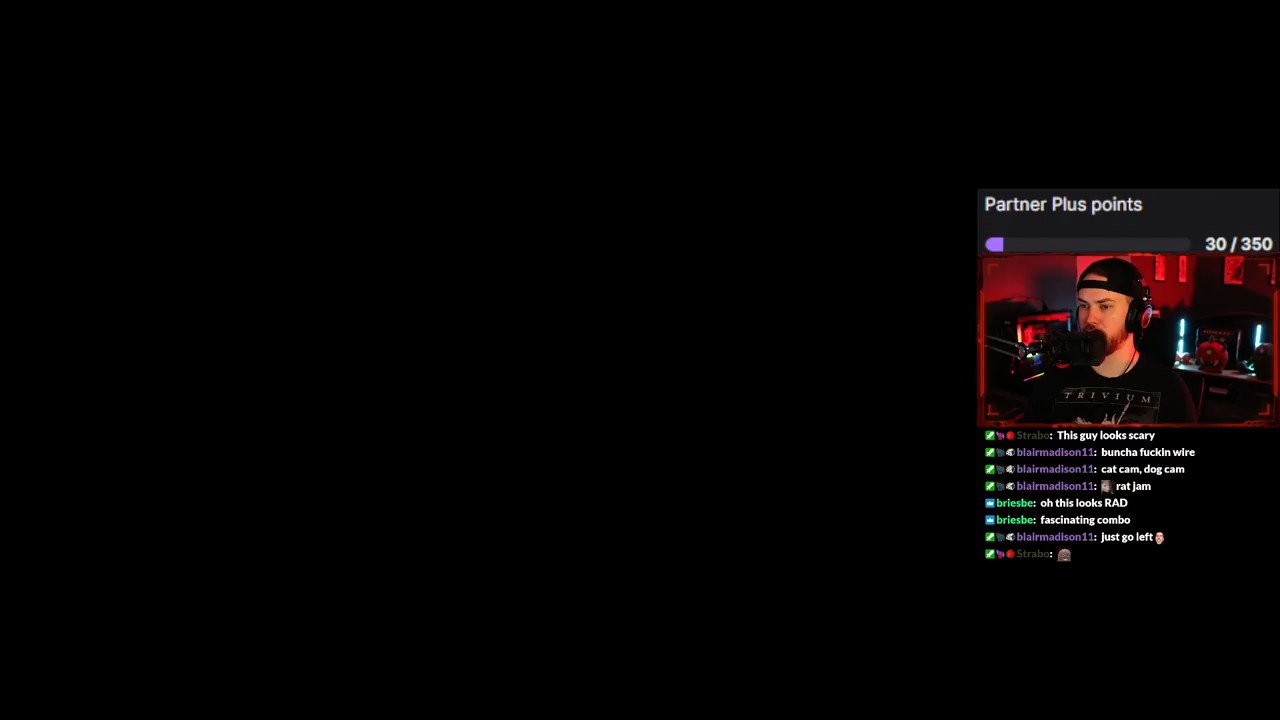 Partner Plus points
30 / 350
TRIVIUM
Strabo: This guy looks scary
blairmadison11: buncha fuckin wire
blairmadison11: cat cam, dog cam
blairmadison11: rat jam
briesbe: oh this looks RAD
briesbe: fascinating combo
blairmadison11: just go left
Strabo: